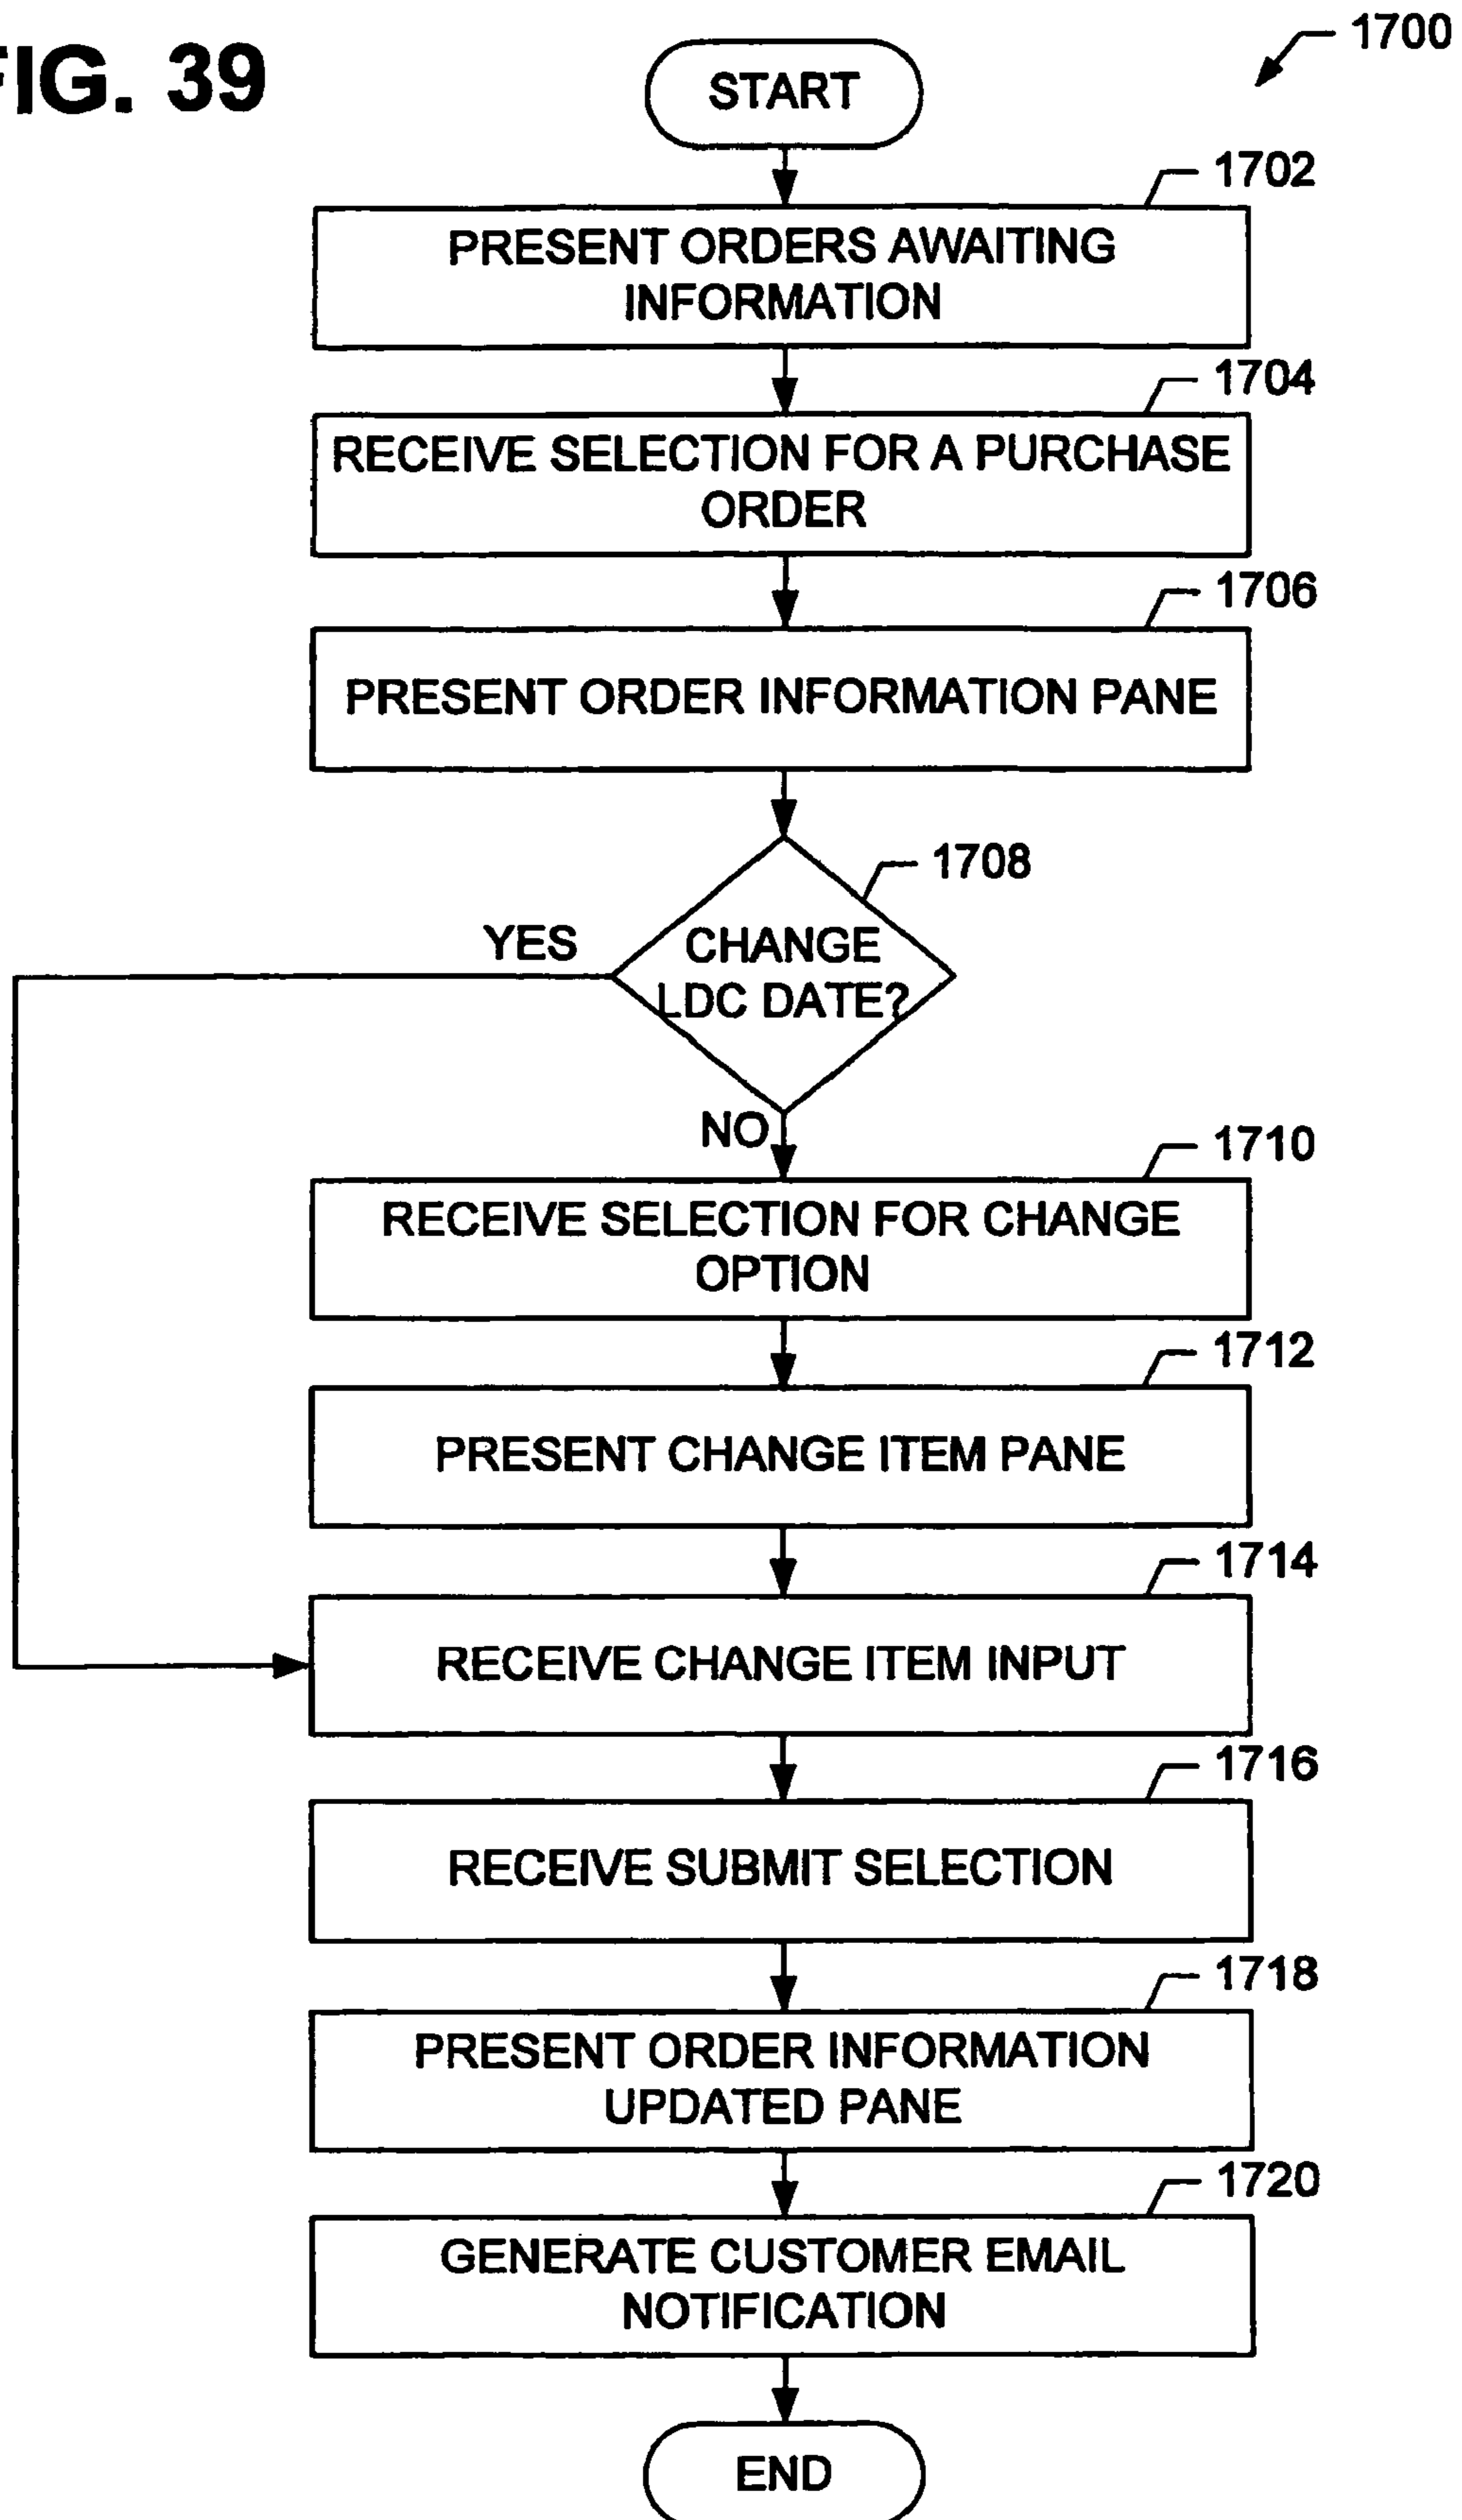 FIG. 39
1700
START
1702
PRESENT ORDERS AWAITING
INFORMATION
1704
RECEIVE SELECTION FOR A PURCHASE
ORDER
1706
PRESENT ORDER INFORMATION PANE
1708
YES
CHANGE
LDC DATE?
NO
1710
RECEIVE SELECTION FOR CHANGE
OPTION
1712
PRESENT CHANGE ITEM PANE
1714
RECEIVE CHANGE ITEM INPUT
1716
RECEIVE SUBMIT SELECTION
1718
PRESENT ORDER INFORMATION
UPDATED PANE
1720
GENERATE CUSTOMER EMAIL
NOTIFICATION
END